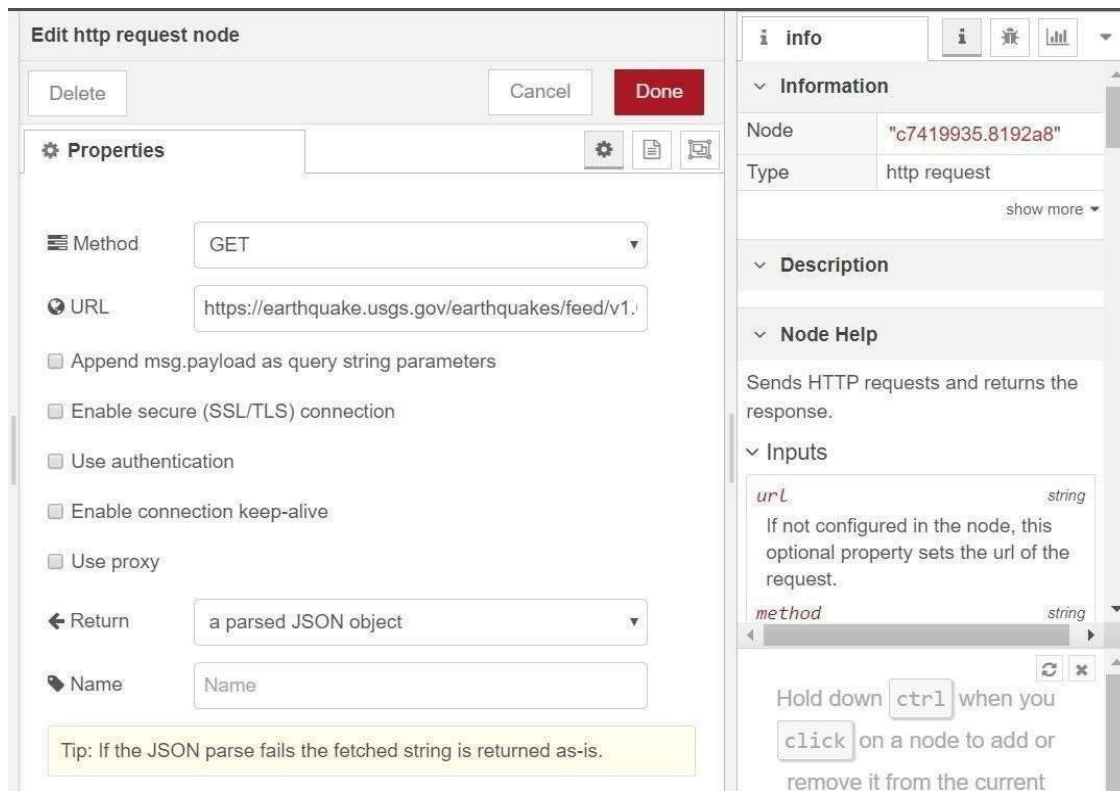 Edit http request node
Delete
Cancel
Done
Properties
Method
GET
URL
https://earthquake.usgs.gov/earthquakes/feed/v1.
Append msg.payload as query string parameters
Enable secure (SSL/TLS) connection
Use authentication
Enable connection keep-alive
Use proxy
Return
a parsed JSON object
Name
Name
Tip: If the JSON parse fails the fetched string is returned as-is.
i info
i
Information
Node
"c7419935.8192a8"
Type
http request
show more
Description
Node Help
Sends HTTP requests and returns the
response.
Inputs
url string
If not configured in the node, this
optional property sets the url of the
request.
method string
Hold down ctrl when you
click on a node to add or
remove it from the current